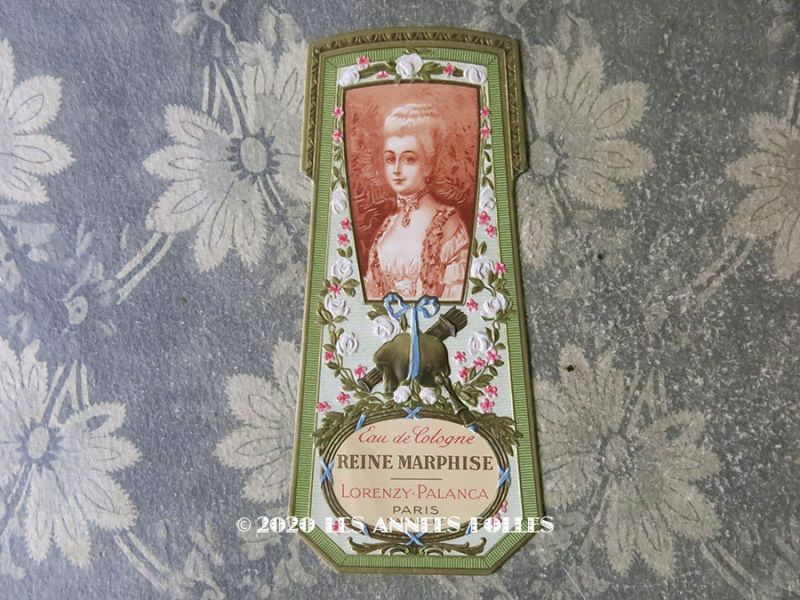 Eau de Cologne
REINE MARPHISE
LORENZY-PALANCA
PARIS
© 2020 LES ANNEES FOLLES